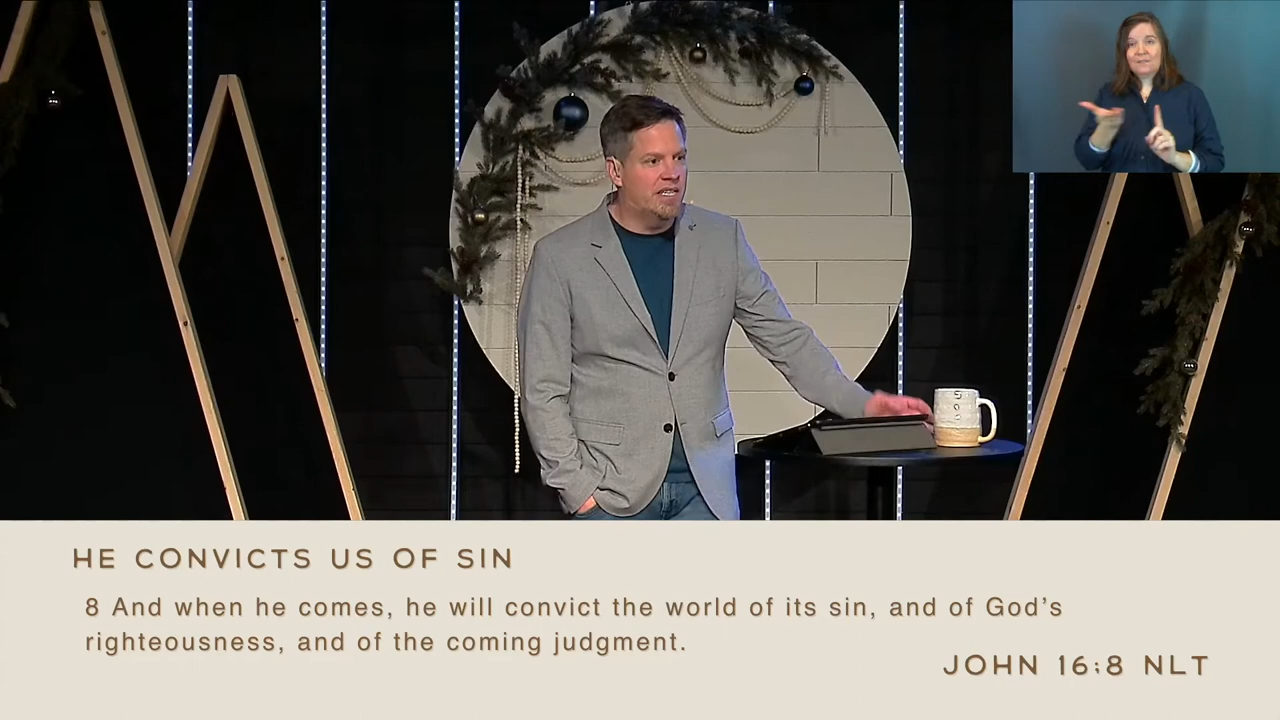 HE CONVICTS US OF SIN
8 And when he comes, he will convict the world of its sin, and of God’s
righteousness, and of the coming judgment.
JOHN 16:8 NLT